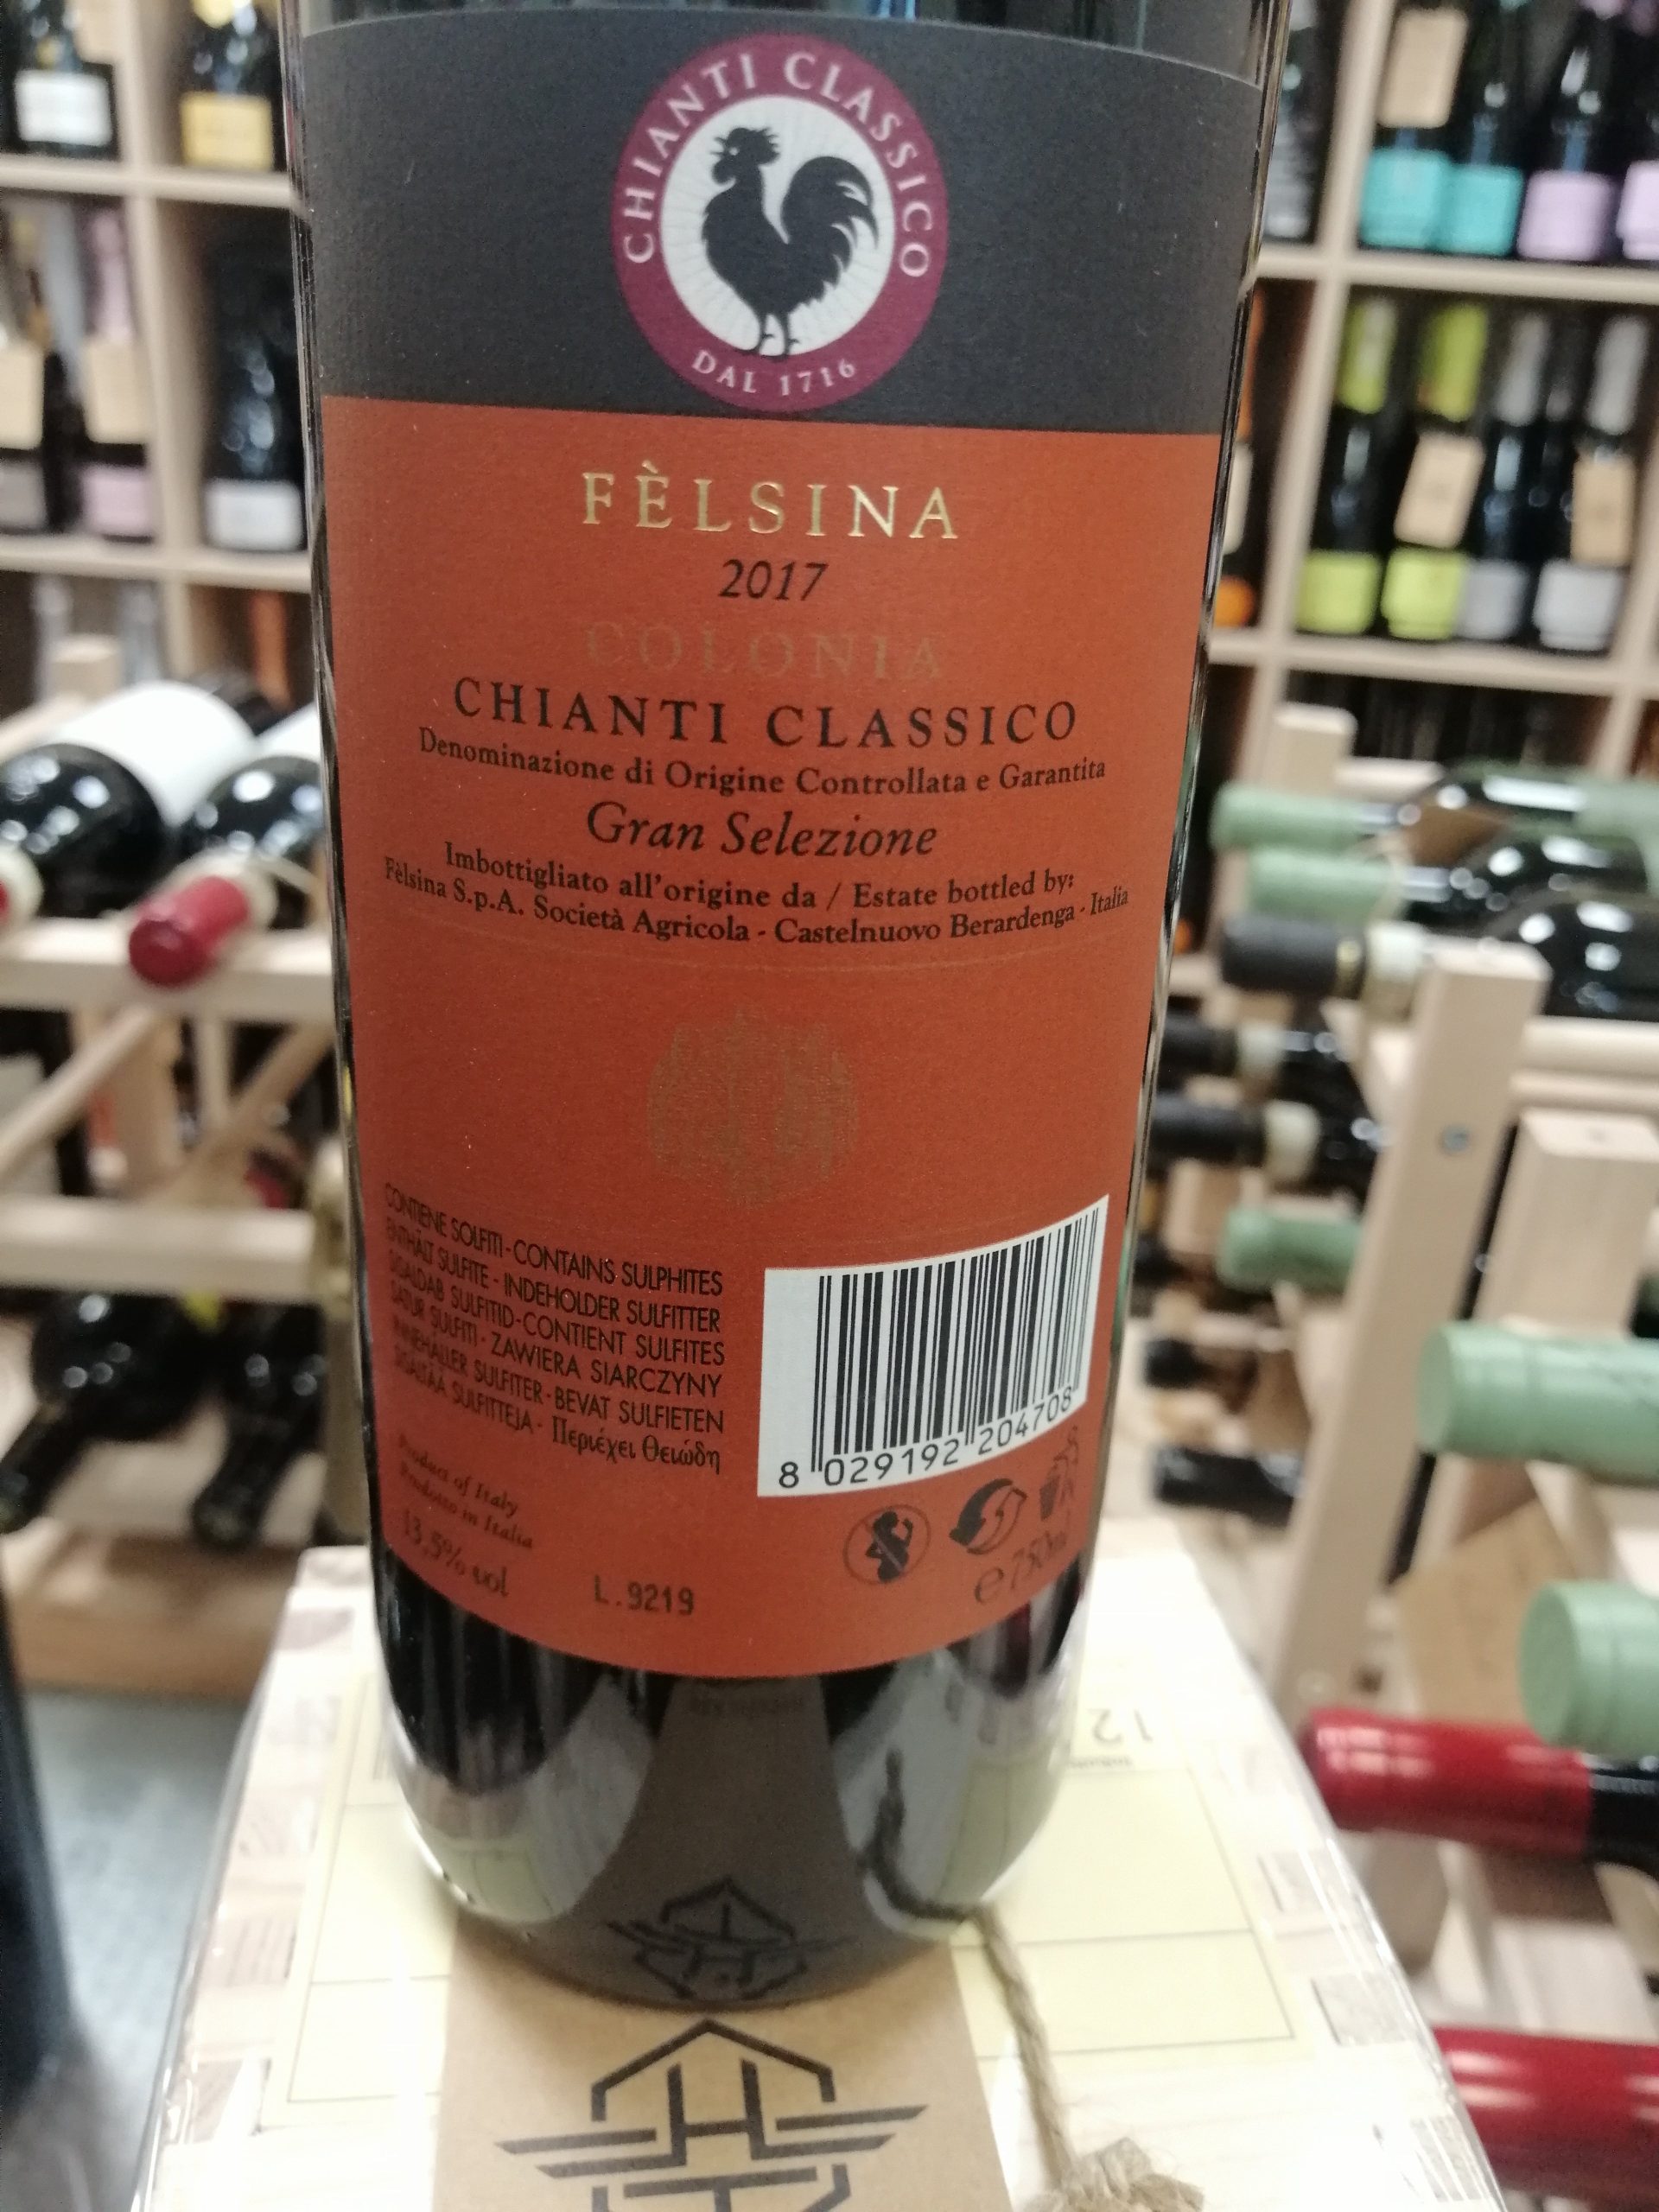 CHIANTI CLASSICO
DAL 1716
FÈLSINA
2017
COLONIA
CHIANTI CLASSICO
Denominazione di Origine Controllata e Garantita
Gran Selezione
Imbottigliato all'origine da / Estate bottled by:
Fèlsina S.p.A. Società Agricola - Castelnuovo Berardenga - Italia
CONTIENE SOLFITI - CONTAINS SULPHITES
ENTHÄLT SULFITE - INDEHOLDER SULFITTER
SISALDAB SULFITID - CONTIENT SULFITES
SATUR SULFITI - ZAWIERA SIARCZYNY
INNEHÅLLER SULFITER - BEVAT SULFIETEN
SISÄLTÄÄ SULFITTEJA - Περιέχει Θειώδη
8 029192 204708
Product of Italy
Prodotto in Italia
13,5% vol
L.9219
e 750ml
12